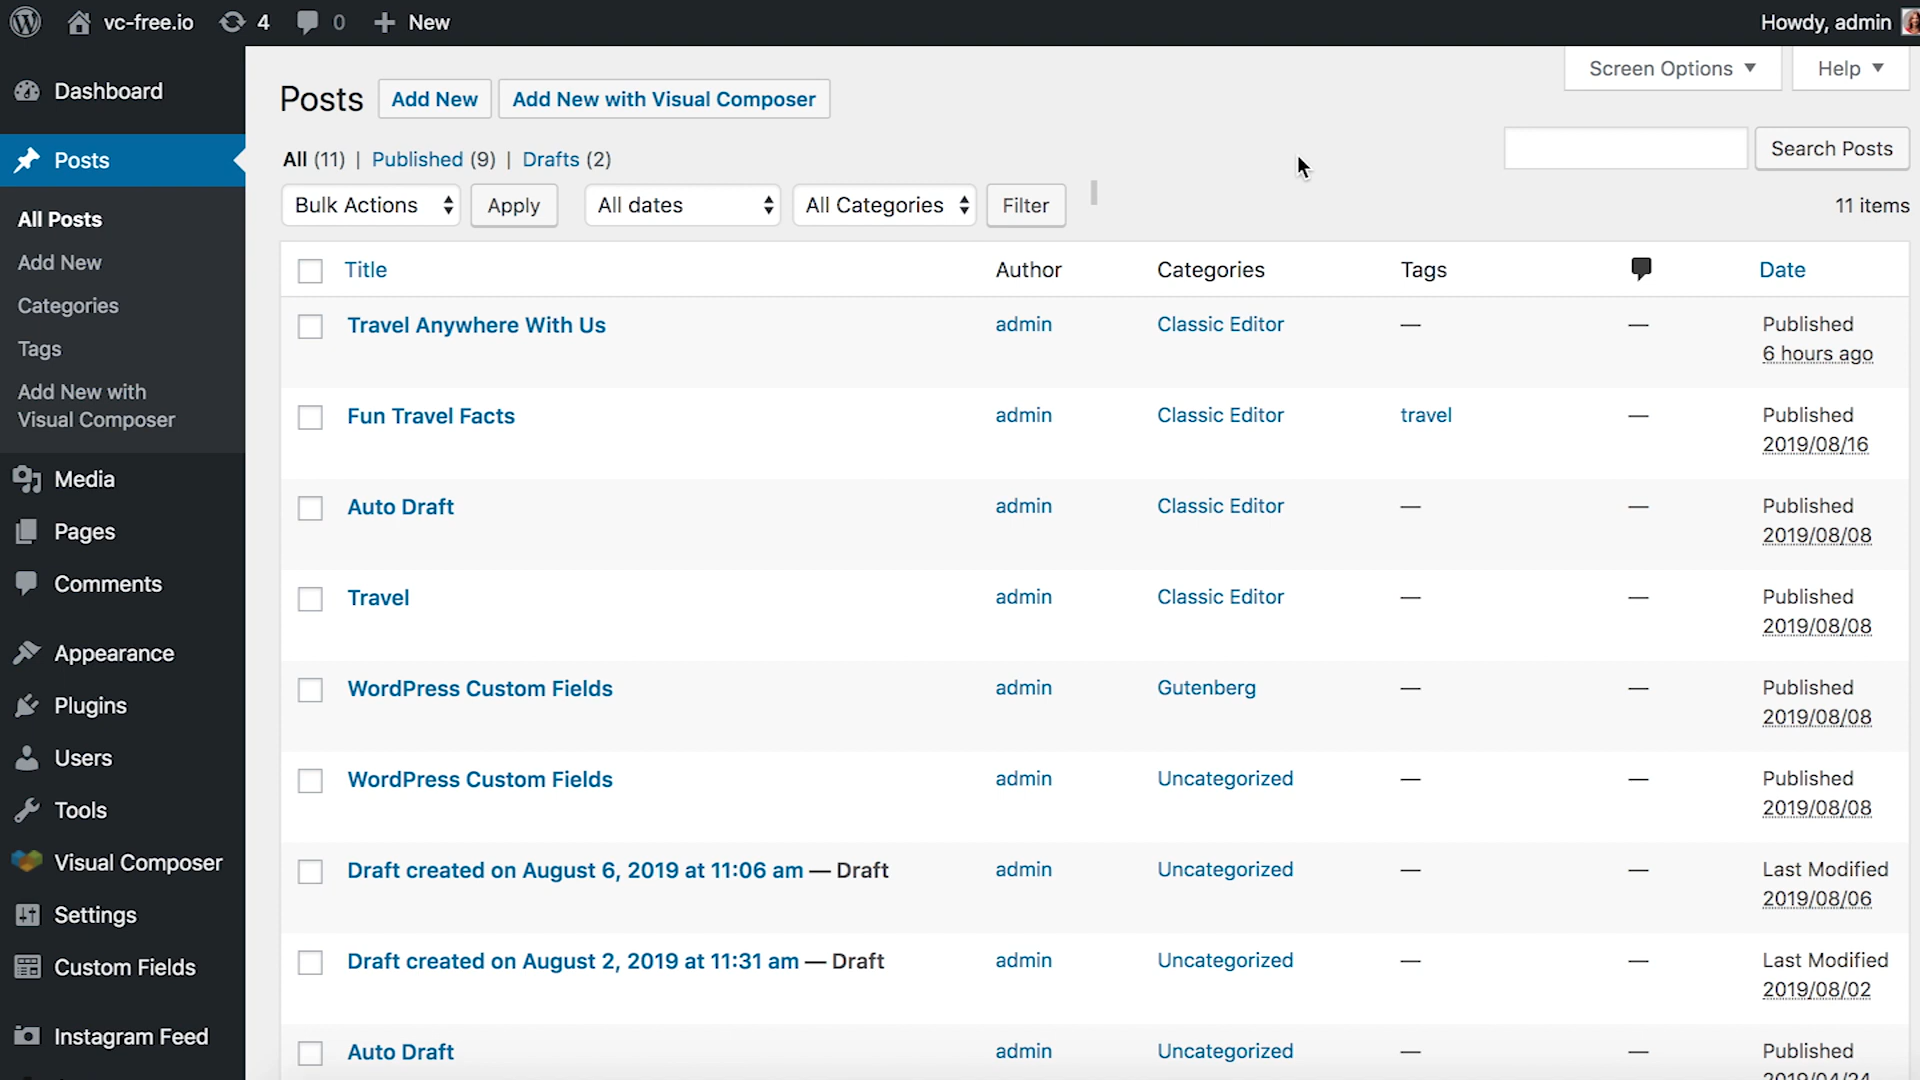 vc-free.io 4 0 + New Howdy, admin
Screen Options Help
Dashboard
Posts
All Posts
Add New
Categories
Tags
Add New with
Visual Composer
Media
Pages
Comments
Appearance
Plugins
Users
Tools
Visual Composer
Settings
Custom Fields
Instagram Feed
Posts Add New Add New with Visual Composer
All (11) | Published (9) | Drafts (2)
Search Posts
Bulk Actions Apply All dates All Categories Filter 11 items
Title Author Categories Tags Date
Travel Anywhere With Us admin Classic Editor — — Published
6 hours ago
Fun Travel Facts admin Classic Editor travel — Published
2019/08/16
Auto Draft admin Classic Editor — — Published
2019/08/08
Travel admin Classic Editor — — Published
2019/08/08
WordPress Custom Fields admin Gutenberg — — Published
2019/08/08
WordPress Custom Fields admin Uncategorized — — Published
2019/08/08
Draft created on August 6, 2019 at 11:06 am — Draft admin Uncategorized — — Last Modified
2019/08/06
Draft created on August 2, 2019 at 11:31 am — Draft admin Uncategorized — — Last Modified
2019/08/02
Auto Draft admin Uncategorized — — Published